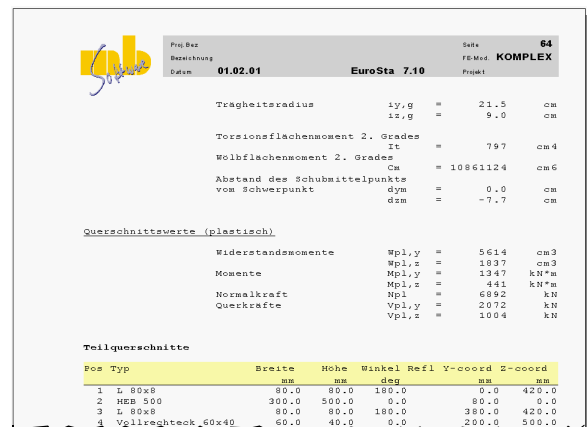 mb Software
Proj.Bez Seite 64
Bezeichnung FE-Mod. KOMPLEX
Datum 01.02.01 EuroSta 7.10 Projekt
Trägheitsradius iy,g = 21.5 cm
iz,g = 9.0 cm
Torsionsflächenmoment 2. Grades
It = 797 cm4
Wölbflächenmoment 2. Grades
Cm = 10861124 cm6
Abstand des Schubmittelpunkts
vom Schwerpunkt dym = 0.0 cm
dzm = -7.7 cm
Querschnittswerte (plastisch)
Widerstandsmomente Wpl,y = 5614 cm3
Wpl,z = 1837 cm3
Momente Mpl,y = 1347 kN*m
Mpl,z = 441 kN*m
Normalkraft Npl = 6892 kN
Querkräfte Vpl,y = 2072 kN
Vpl,z = 1004 kN
Teilquerschnitte
Pos Typ Breite Höhe Winkel Refl Y-coord Z-coord
mm mm deg mm mm
1 L 80x8 80.0 80.0 180.0 0.0 420.0
2 HEB 500 300.0 500.0 0.0 80.0 0.0
3 L 80x8 80.0 80.0 180.0 380.0 420.0
4 Vollrechteck 60x40 60.0 40.0 0.0 200.0 500.0